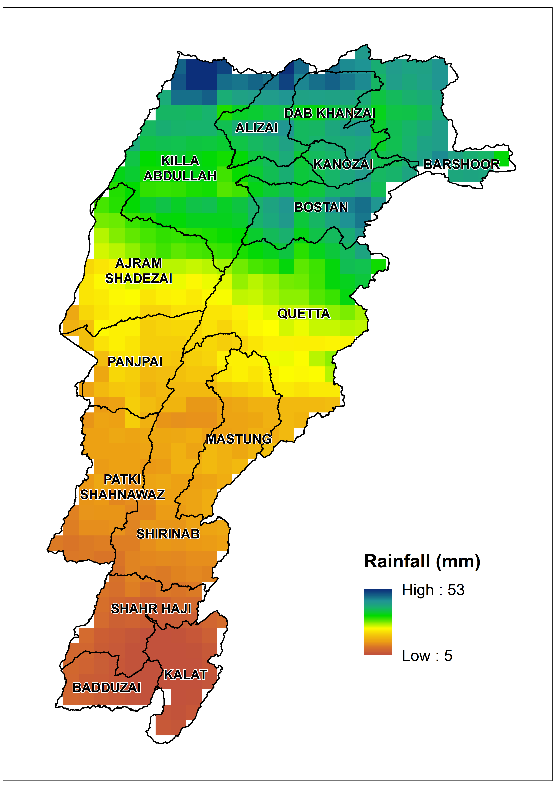 DAB KHANZAI
ALIZAI
KILLA
ABDULLAH
KANOZAI
BARSHOOR
BOSTAN
AJRAM
SHADEZAI
QUETTA
PANJPAI
MASTUNG
PATKI
SHAHNAWAZ
SHIRINAB
Rainfall (mm)
High : 53
Low : 5
SHAHR HAJI
KALAT
BADDUZAI